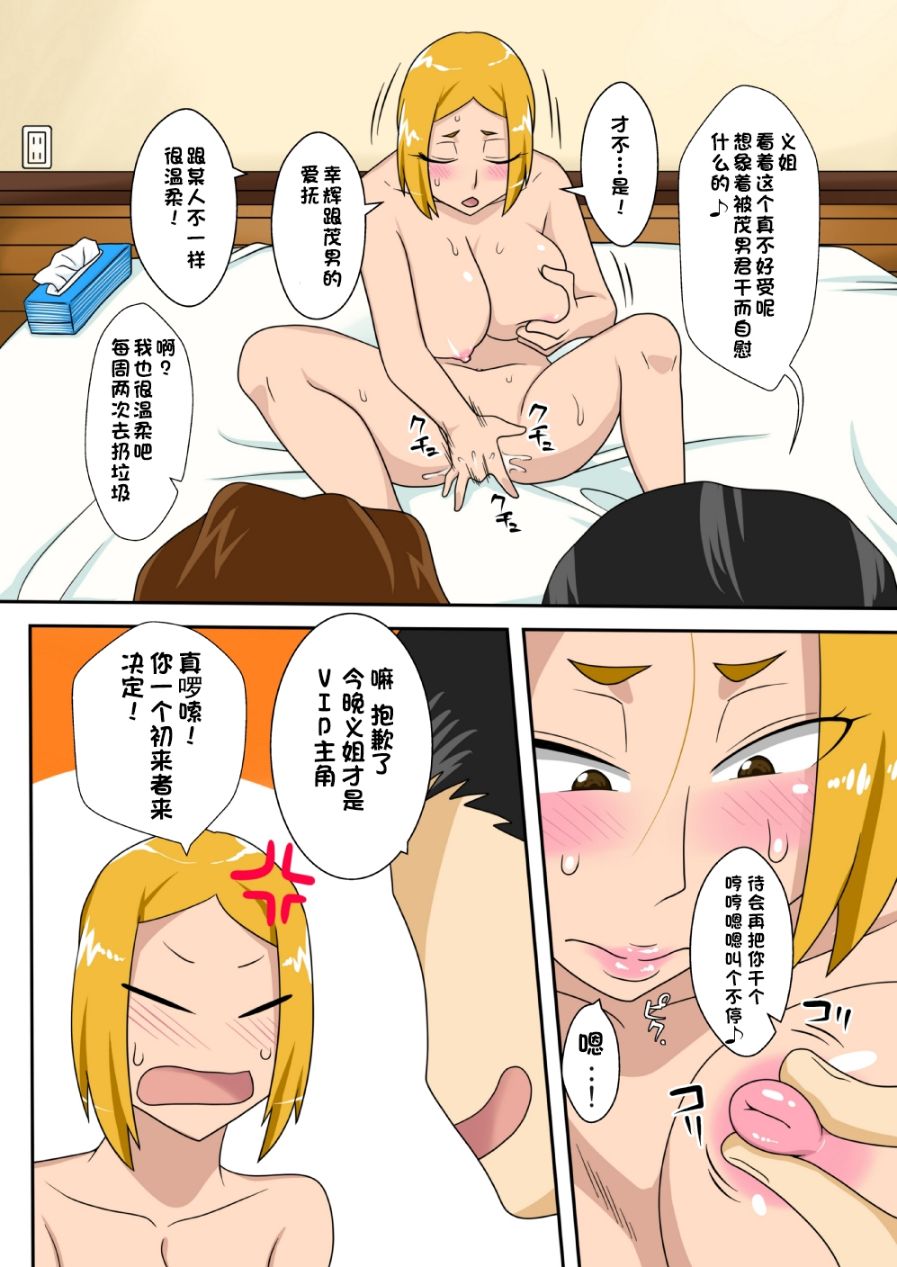 义姐
看着这个真不好受呢
想象着被茂男君干而自慰
什么的♪
才不…是！
幸辉跟茂男的
爱抚
跟某人不一样
很温柔！
啊？
我也很温柔吧
每周两次去扔垃圾
クチュ
クチュ
クチュ
待会再把你干个
哼哼嗯嗯叫个不停♪
嗯…！
ピク
コリ
コリ
嘛 抱歉了
今晚义姐才是
VID主角
真啰嗦！
你一个初来者来
决定！